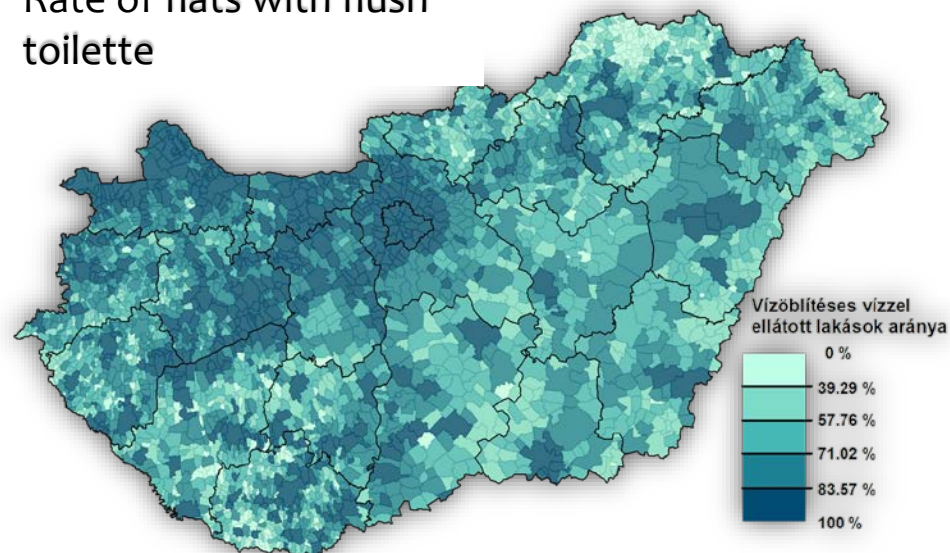 Rate of flats with flush
toilette
Vízöblítéses vízzel
ellátott lakások aránya
0 %
39.29 %
57.76 %
71.02 %
83.57 %
100 %